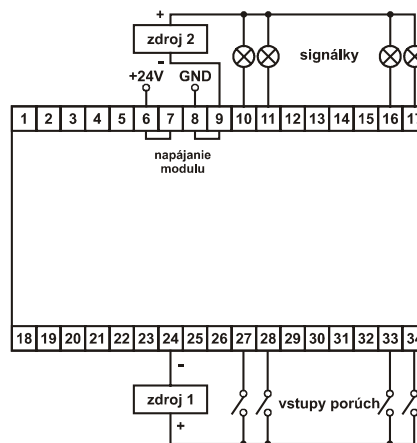 +
zdroj 2
-
signálky
+24V GND
1 2 3 4 5 6 7 8 9 10 11 12 13 14 15 16 17
napájanie
modulu
18 19 20 21 22 23 24 25 26 27 28 29 30 31 32 33 34
-
zdroj 1
vstupy porúch
+